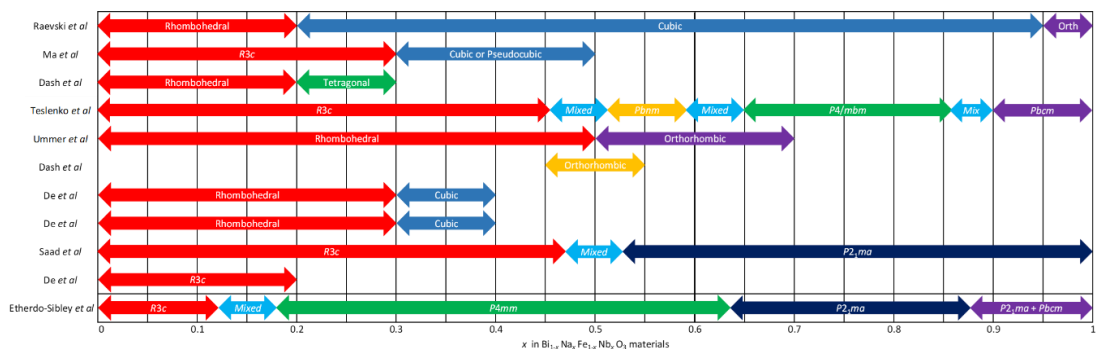 Raevski et al Rhombohedral Cubic Orth
Ma et al R3c Cubic or Pseudocubic
Dash et al Rhombohedral Tetragonal
Teslenko et al R3c Mixed Pbnm Mixed P4/mbm Mix Pbcm
Ummer et al Rhombohedral Orthorhombic
Dash et al Orthorhombic
De et al Rhombohedral Cubic
De et al Rhombohedral Cubic
Saad et al R3c Mixed P2₁ma
De et al R3c
Etherdo-Sibley et al R3c Mixed P4mm P2₁ma P2₁ma + Pbcm
0 0.1 0.2 0.3 0.4 0.5 0.6 0.7 0.8 0.9 1
x in Bi₁₋ₓ Naₓ Fe₁₋ₓ Nbₓ O₃ materials